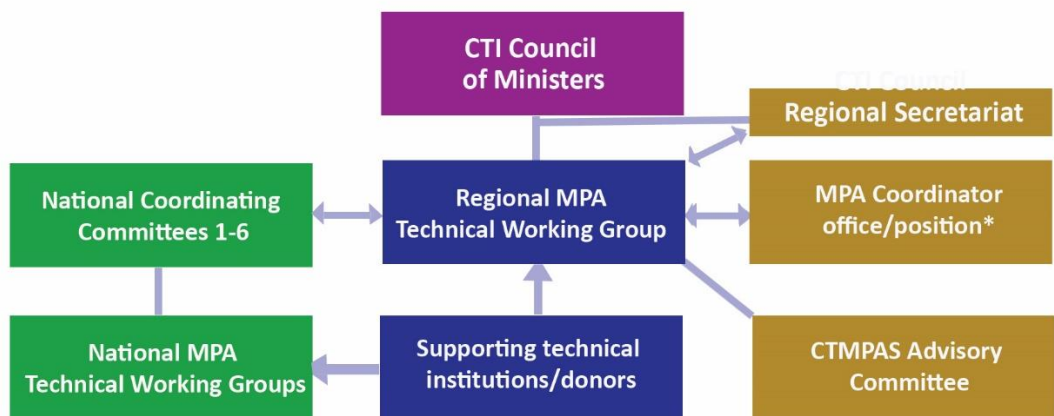 CTI Council
of Ministers
CTI Council
Regional Secretariat
National Coordinating
Committees 1-6
Regional MPA
Technical Working Group
MPA Coordinator
office/position*
National MPA
Technical Working Groups
Supporting technical
institutions/donors
CTMPAS Advisory
Committee